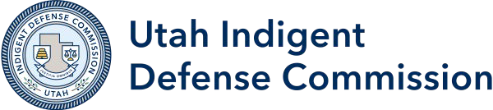 INDIGENT DEFENSE COMMISSION
UTAH
Utah Indigent
Defense Commission